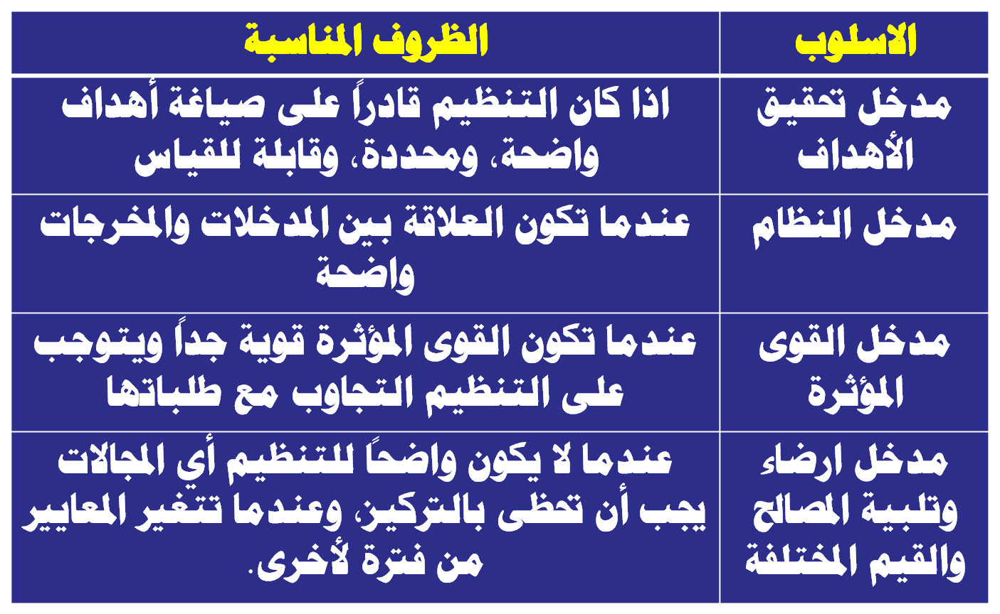 الاسلوب
الظروف المناسبة
مدخل تحقيق
الأهداف
اذا كان التنظيم قادراً على صياغة أهداف
واضحة، ومحددة، وقابلة للقياس
مدخل النظام
عندما تكون العلاقة بين المدخلات والمخرجات
واضحة
مدخل القوى
المؤثرة
عندما تكون القوى المؤثرة قوية جداً ويتوجب
على التنظيم التجاوب مع طلباتها
مدخل ارضاء
وتلبية المصالح
والقيم المختلفة
عندما لا يكون واضحاً للتنظيم أي المجالات
يجب أن تحظى بالتركيز، وعندما تتغير المعايير
من فترة لأخرى.